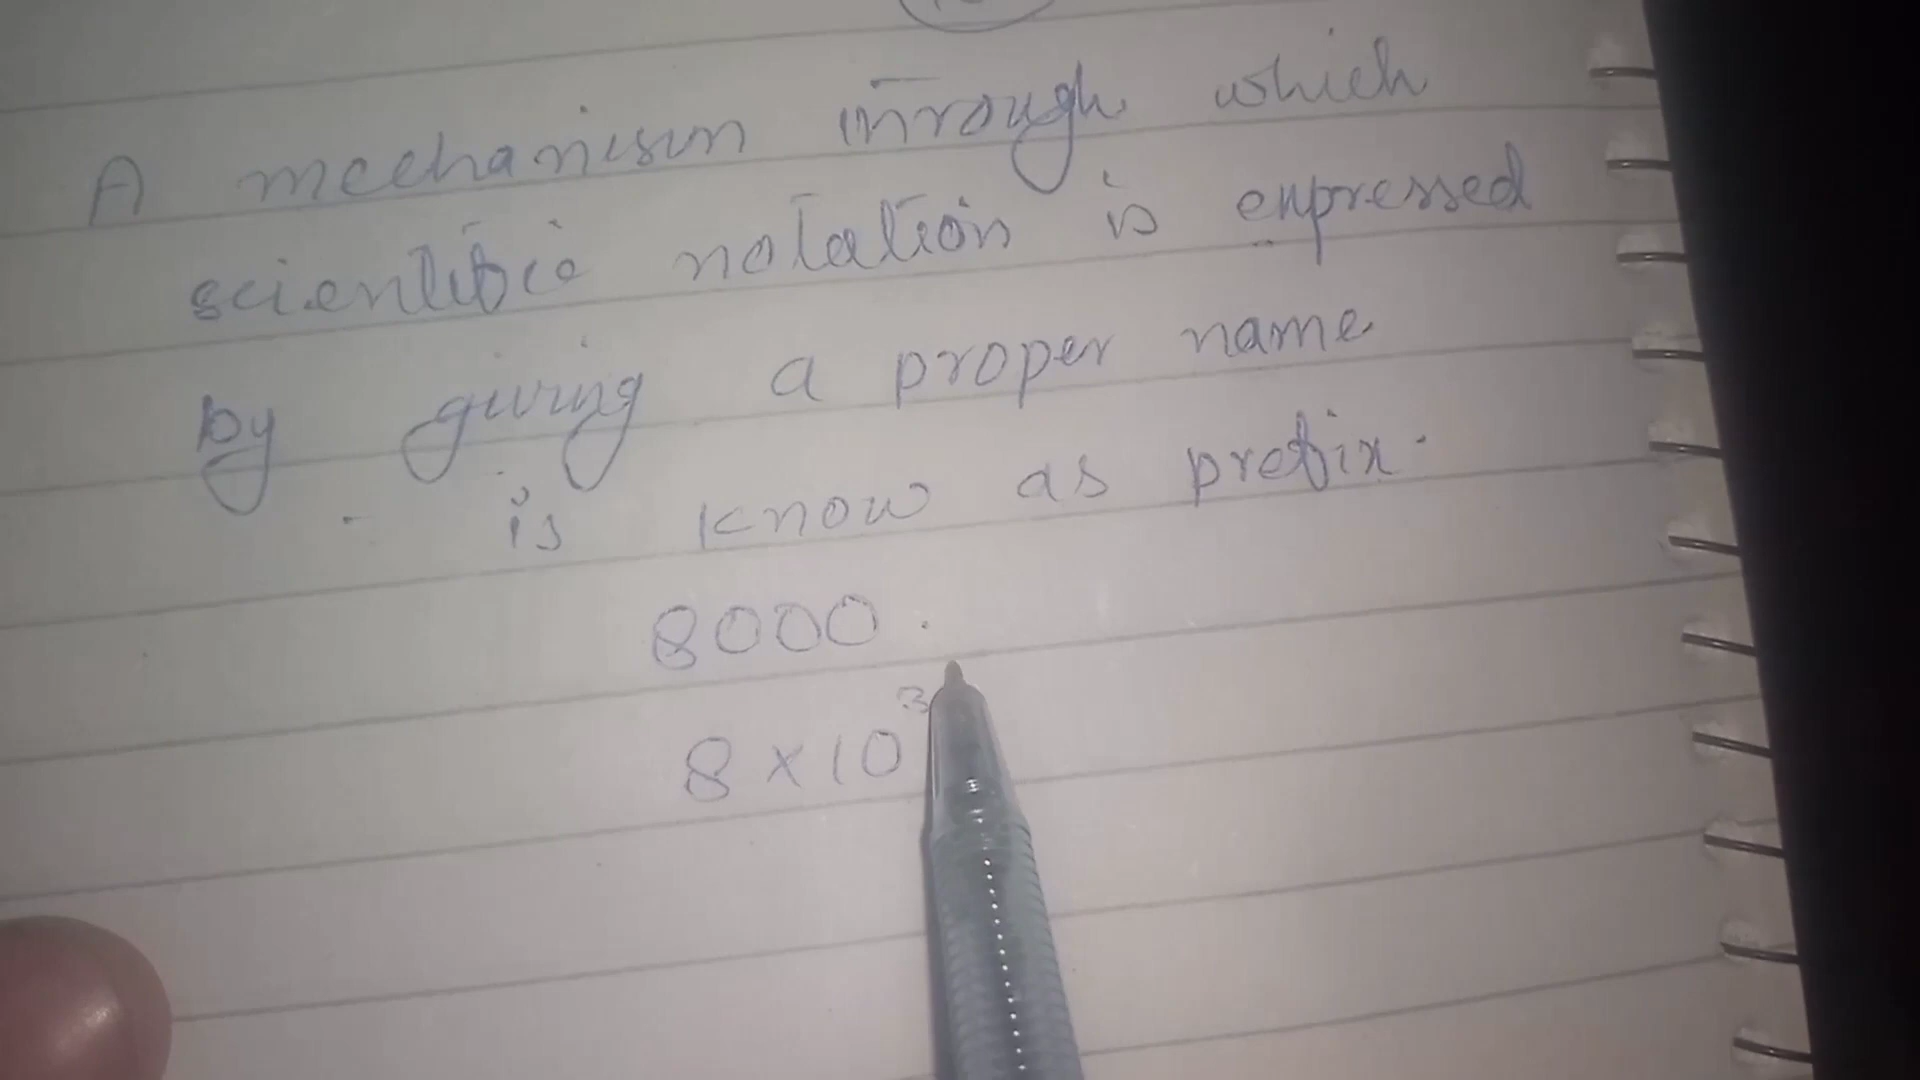 A mechanism through which
scientific notation is expressed
by giving a proper name
is know as prefix.
8000.
8 × 10³